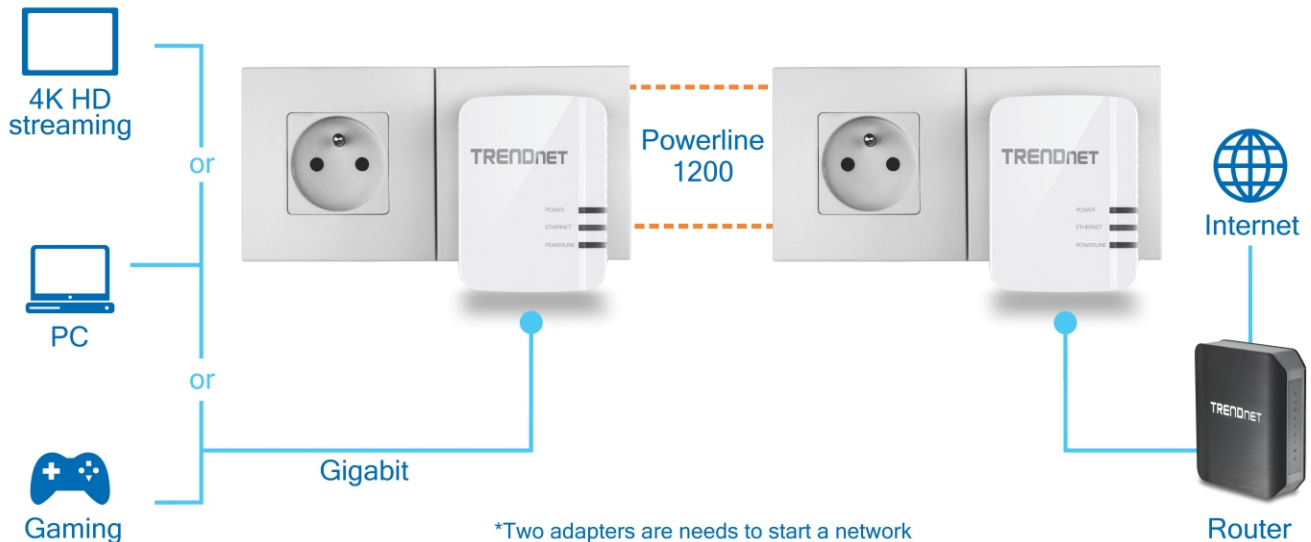 4K HD
streaming
or
PC
or
Gaming
Gigabit
TRENDNET
POWER
ETHERNET
POWERLINE
Powerline
1200
TRENDNET
POWER
ETHERNET
POWERLINE
Internet
TRENDNET
Router
*Two adapters are needs to start a network